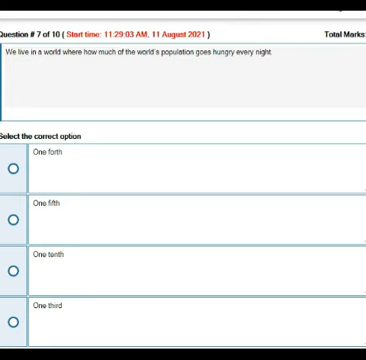 Question # 7 of 10 ( Start time: 11:29:03 AM, 11 August 2021 ) Total Marks:
We live in a world where how much of the world's population goes hungry every night.
Select the correct option
One forth
One fifth
One tenth
One third